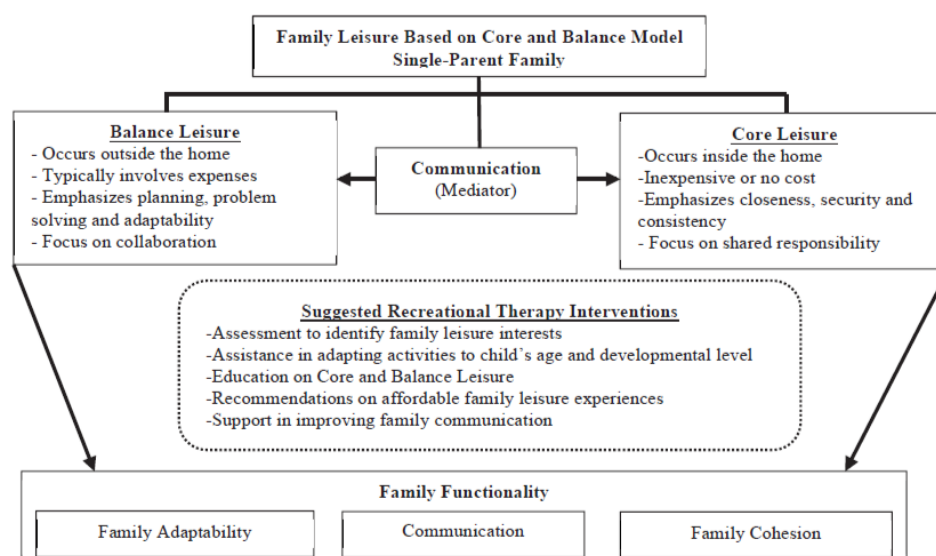 Family Leisure Based on Core and Balance Model
Single-Parent Family
Balance Leisure
- Occurs outside the home
- Typically involves expenses
- Emphasizes planning, problem
solving and adaptability
- Focus on collaboration
Communication
(Mediator)
Core Leisure
-Occurs inside the home
-Inexpensive or no cost
-Emphasizes closeness, security and
consistency
- Focus on shared responsibility
Suggested Recreational Therapy Interventions
-Assessment to identify family leisure interests
-Assistance in adapting activities to child’s age and developmental level
-Education on Core and Balance Leisure
-Recommendations on affordable family leisure experiences
-Support in improving family communication
Family Functionality
Family Adaptability
Communication
Family Cohesion